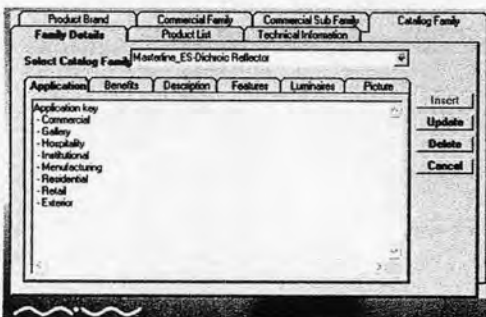 Product Brand Commercial Family Commercial Sub Family Catalog Family
Family Details Product List Technical Information
Select Catalog Family Masterline_ES-Dichroic Reflector
Application Benefits Description Features Luminaires Picture
Application key
- Commercial
- Gallery
- Hospitality
- Institutional
- Menufacturing
- Residential
- Retail
- Exterior
Insert
Update
Delete
Cancel